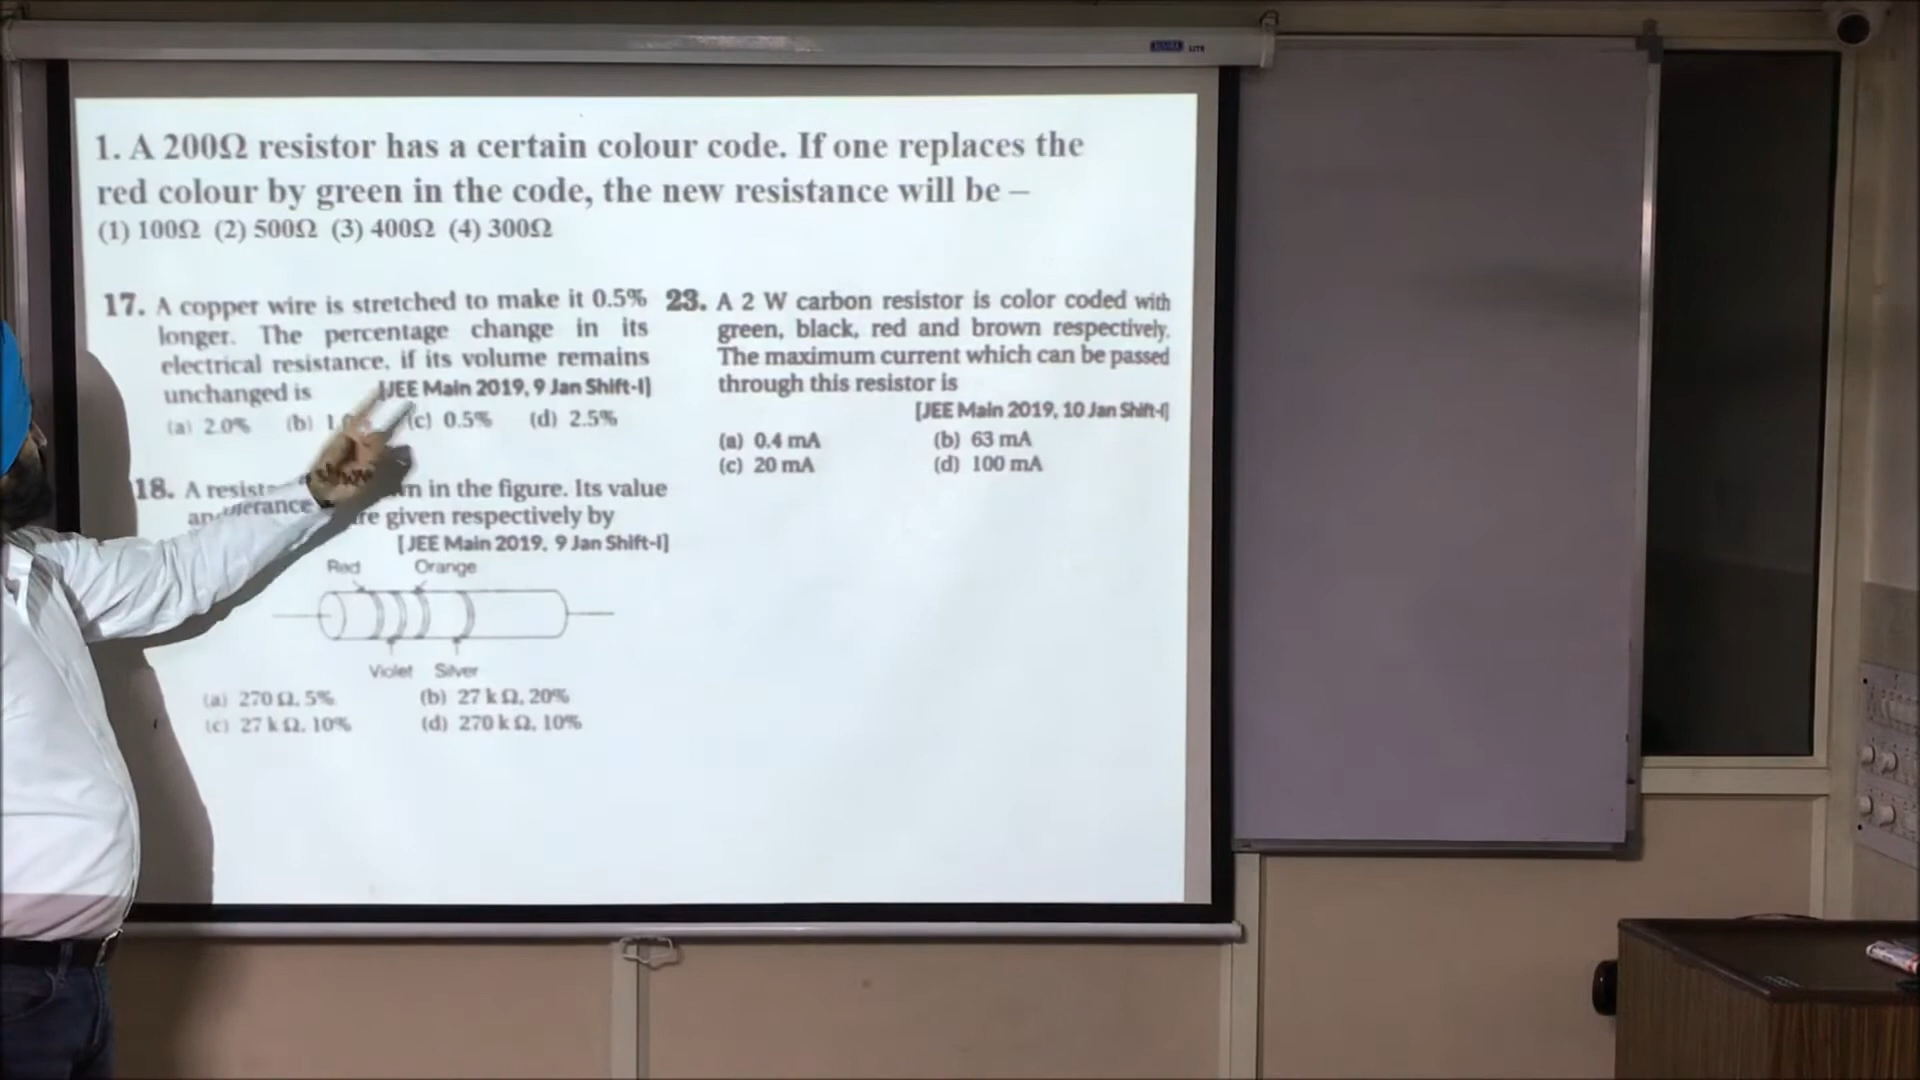 LITE
1. A 200Ω resistor has a certain colour code. If one replaces the
red colour by green in the code, the new resistance will be –
(1) 100Ω (2) 500Ω (3) 400Ω (4) 300Ω
17. A copper wire is stretched to make it 0.5%
longer. The percentage change in its
electrical resistance, if its volume remains
unchanged is [JEE Main 2019, 9 Jan Shift-I]
(a) 2.0% (b) (c) 0.5% (d) 2.5%
18. A in the figure. Its value
given respectively by
[JEE Main 2019, 9 Jan Shift-I]
Red Orange
Violet Silver
(a) 270 Ω, 5% (b) 27 k Ω, 20%
(c) 27 k Ω, 10% (d) 270 k Ω, 10%
23. A 2 W carbon resistor is color coded with
green, black, red and brown respectively.
The maximum current which can be passed
through this resistor is
[JEE Main 2019, 10 Jan Shift-I]
(a) 0.4 mA (b) 63 mA
(c) 20 mA (d) 100 mA